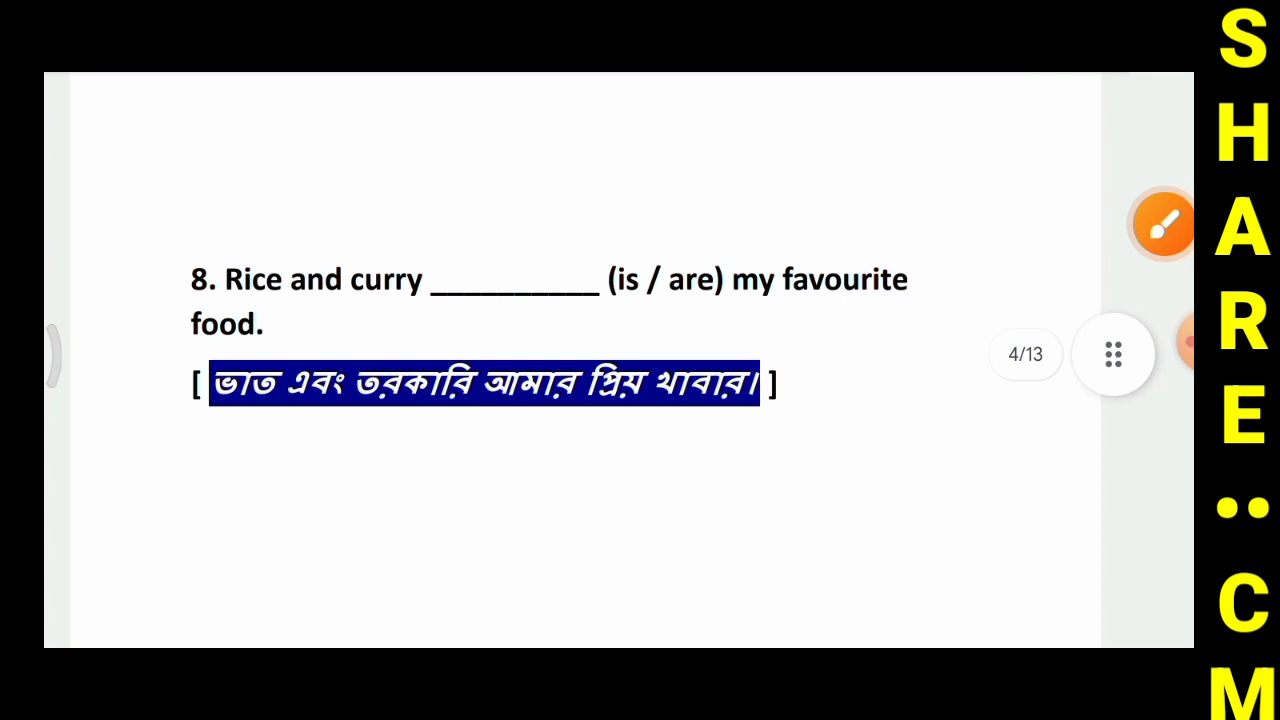 8. Rice and curry __________ (is / are) my favourite
food.
[ ভাত এবং তরকারি আমার প্রিয় খাবার। ]
4/13
S
H
A
R
E
••
C
M